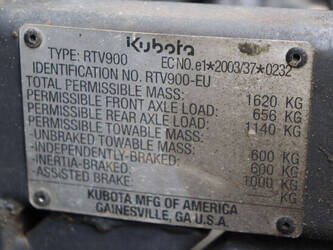 Kubota
TYPE: RTV900 EC NO. e1*2003/37*0232
IDENTIFICATION NO. RTV900-EU
TOTAL PERMISSIBLE MASS: 1620 KG
PERMISSIBLE FRONT AXLE LOAD: 656 KG
PERMISSIBLE REAR AXLE LOAD: 1140 KG
PERMISSIBLE TOWABLE MASS:
-UNBRAKED TOWABLE MASS: 600 KG
-INDEPENDENTLY-BRAKED: 600 KG
-INERTIA-BRAKED: 1000 KG
-ASSISTED BRAKE: KG
KUBOTA MFG OF AMERICA
GAINESVILLE, GA U.S.A.